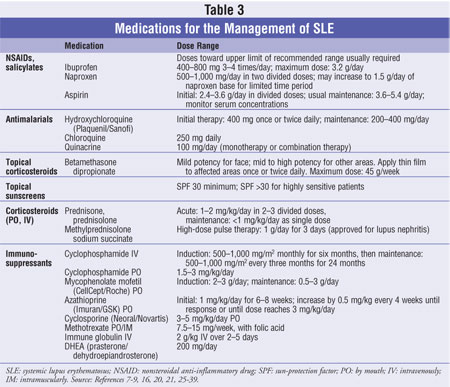 Table 3
Medications for the Management of SLE
Medication Dose Range
NSAIDs, Doses toward upper limit of recommended range usually required
salicylates Ibuprofen 400–800 mg 3–4 times/day; maximum dose: 3.2 g/day
Naproxen 500–1,000 mg/day in two divided doses; may increase to 1.5 g/day of
naproxen base for limited time period
Aspirin Initial: 2.4–3.6 g/day in divided doses; usual maintenance: 3.6–5.4 g/day;
monitor serum concentrations
Antimalarials Hydroxychloroquine Initial therapy: 400 mg once or twice daily; maintenance: 200–400 mg/day
(Plaquenil/Sanofi)
Chloroquine 250 mg daily
Quinacrine 100 mg/day (monotherapy or combination therapy)
Topical Betamethasone Mild potency for face; mid to high potency for other areas. Apply thin film
corticosteroids dipropionate to affected areas once or twice daily. Maximum dose: 45 g/week
Topical SPF 30 minimum; SPF >30 for highly sensitive patients
sunscreens
Corticosteroids Prednisone, Acute: 1–2 mg/kg/day in 2–3 divided doses,
(PO, IV) prednisolone maintenance: <1 mg/kg/day as single dose
Methylprednisolone High-dose pulse therapy: 1 g/day for 3 days (approved for lupus nephritis)
sodium succinate
Immuno- Cyclophosphamide IV Induction: 500–1,000 mg/m² monthly for six months, then maintenance:
suppressants 500–1,000 mg/m² every three months for 24 months
Cyclophosphamide PO 1.5–3 mg/kg/day
Mycophenolate mofetil Induction: 2–3 g/day; maintenance: 0.5–3 g/day
(CellCept/Roche) PO
Azathioprine Initial: 1 mg/kg/day for 6–8 weeks; increase by 0.5 mg/kg every 4 weeks until
(Imuran/GSK) PO response or until dose reaches 3 mg/kg/day
Cyclosporine (Neoral/Novartis) 3–5 mg/kg/day PO
Methotrexate PO/IM 7.5–15 mg/week, with folic acid
Immune globulin IV 2 g/kg IV over 2–5 days
DHEA (prasterone/ 200 mg/day
dehydroepiandrosterone)
SLE: systemic lupus erythematosus; NSAID: nonsteroidal anti-inflammatory drug; SPF: sun-protection factor; PO: by mouth; IV: intravenously;
IM: intramuscularly. Source: References 7-9, 16, 20, 21, 25-39.